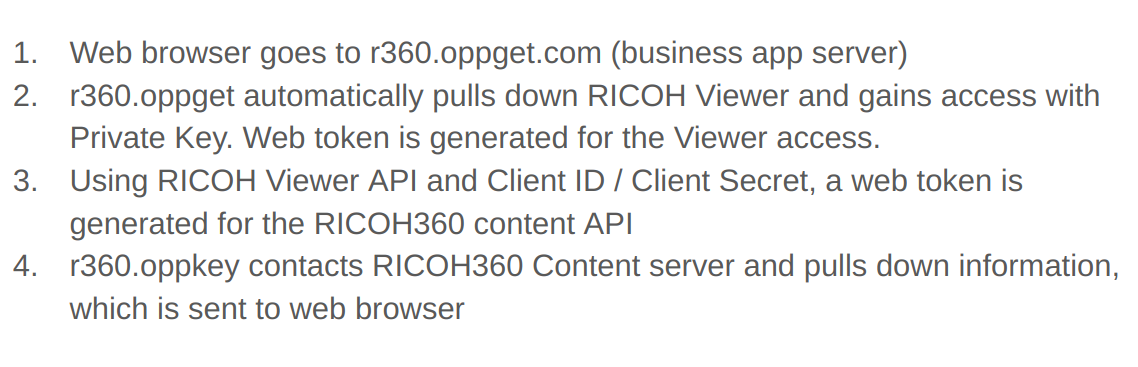 1. Web browser goes to r360.oppget.com (business app server)
2. r360.oppget automatically pulls down RICOH Viewer and gains access with
Private Key. Web token is generated for the Viewer access.
3. Using RICOH Viewer API and Client ID / Client Secret, a web token is
generated for the RICOH360 content API
4. r360.oppkey contacts RICOH360 Content server and pulls down information,
which is sent to web browser